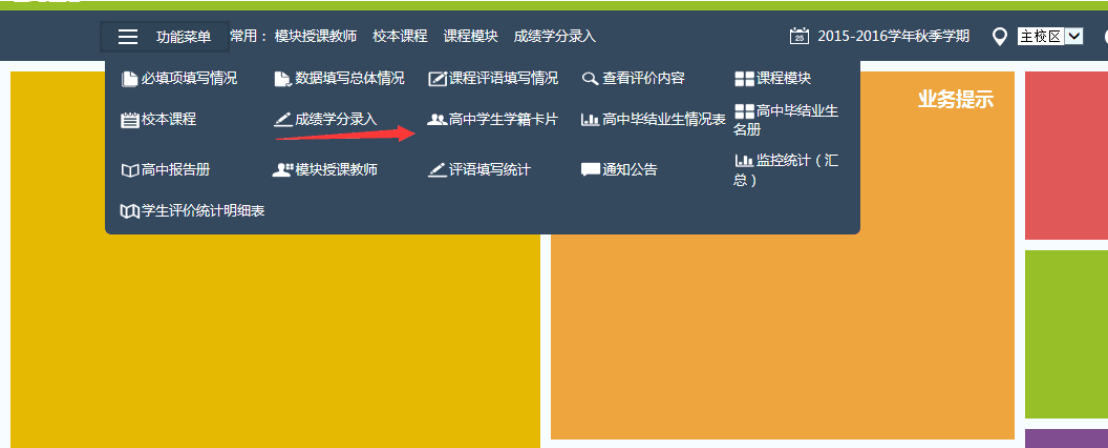 功能菜单 常用： 模块授课教师 校本课程 课程模块 成绩学分录入 2015-2016学年秋季学期 主校区
必填项填写情况 数据填写总体情况 课程评语填写情况 查看评价内容 课程模块
校本课程 成绩学分录入 高中学生学籍卡片 高中毕结业生情况表 高中毕结业生
名册
高中报告册 模块授课教师 评语填写统计 通知公告 监控统计（汇
总）
学生评价统计明细表
业务提示